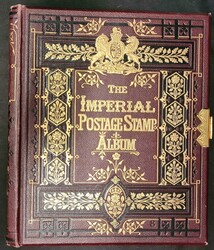 THE
IMPERIAL
POSTAGE STAMP
ALBUM